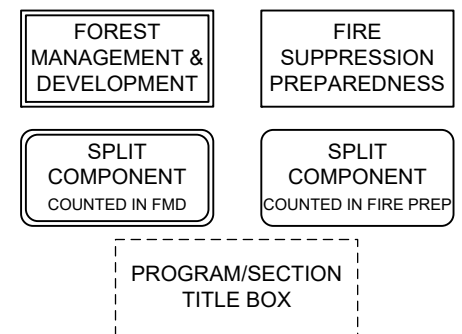 FOREST
MANAGEMENT &
DEVELOPMENT
FIRE
SUPPRESSION
PREPAREDNESS
SPLIT
COMPONENT
COUNTED IN FMD
SPLIT
COMPONENT
COUNTED IN FIRE PREP
PROGRAM/SECTION
TITLE BOX